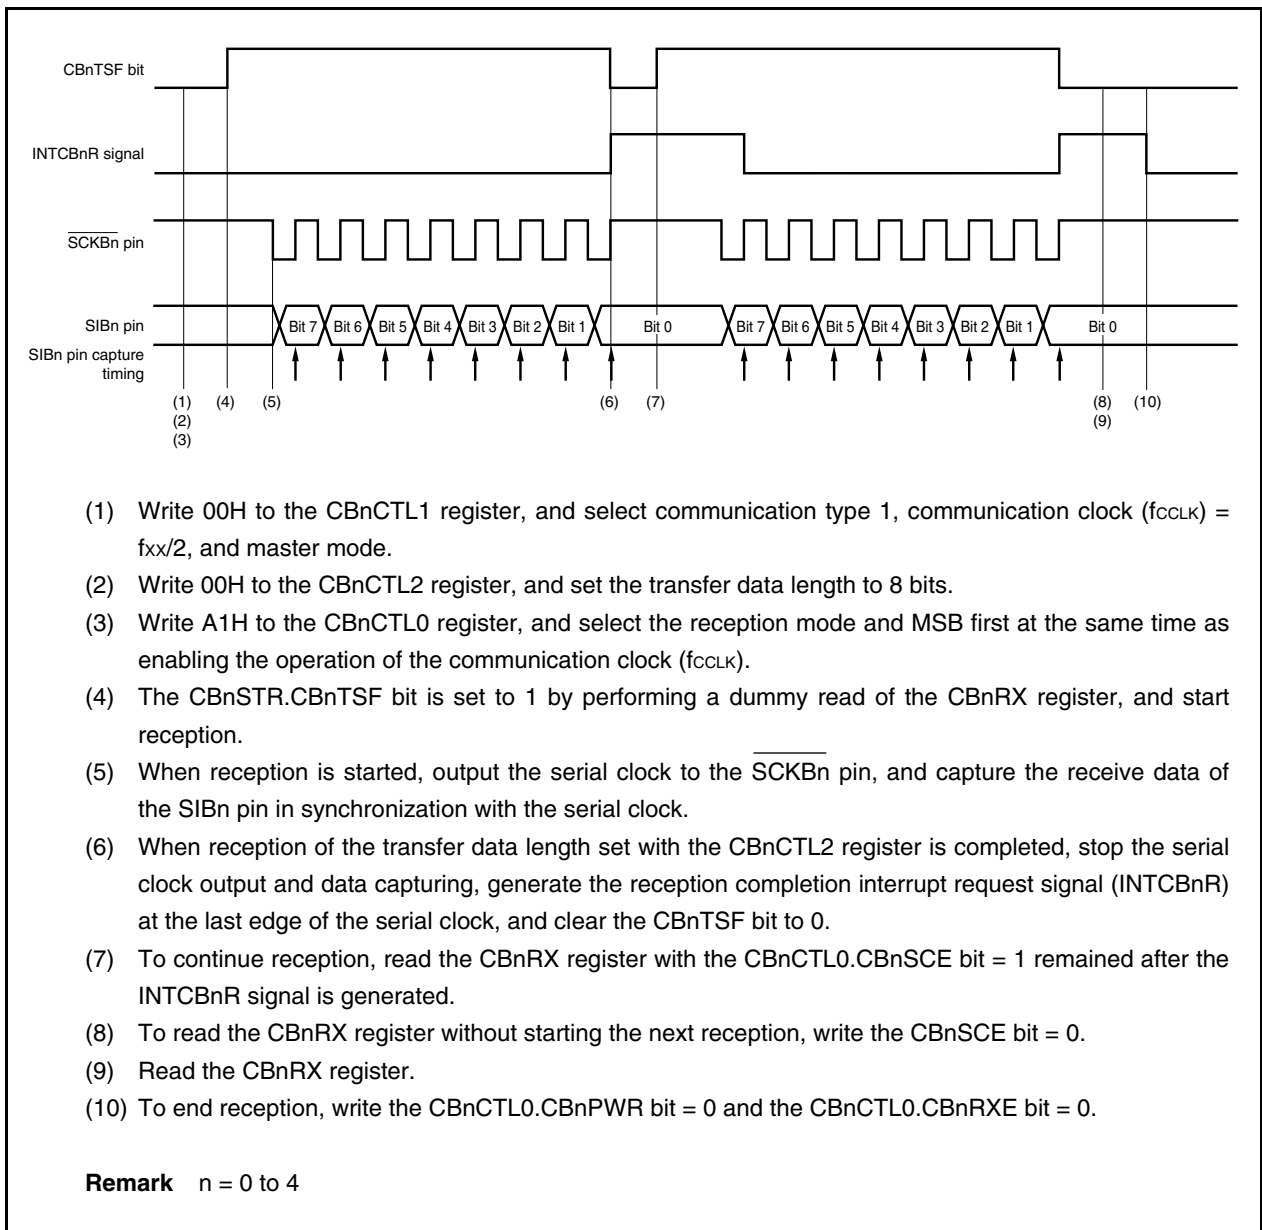 CBnTSF bit
INTCBnR signal
SCKBn pin
SIBn pin Bit 7 Bit 6 Bit 5 Bit 4 Bit 3 Bit 2 Bit 1 Bit 0 Bit 7 Bit 6 Bit 5 Bit 4 Bit 3 Bit 2 Bit 1 Bit 0
SIBn pin capture
timing
(1) (4) (5) (6) (7) (8) (10)
(2) (9)
(3)
(1) Write 00H to the CBnCTL1 register, and select communication type 1, communication clock (fCCLK) =
fxx/2, and master mode.
(2) Write 00H to the CBnCTL2 register, and set the transfer data length to 8 bits.
(3) Write A1H to the CBnCTL0 register, and select the reception mode and MSB first at the same time as
enabling the operation of the communication clock (fCCLK).
(4) The CBnSTR.CBnTSF bit is set to 1 by performing a dummy read of the CBnRX register, and start
reception.
(5) When reception is started, output the serial clock to the SCKBn pin, and capture the receive data of
the SIBn pin in synchronization with the serial clock.
(6) When reception of the transfer data length set with the CBnCTL2 register is completed, stop the serial
clock output and data capturing, generate the reception completion interrupt request signal (INTCBnR)
at the last edge of the serial clock, and clear the CBnTSF bit to 0.
(7) To continue reception, read the CBnRX register with the CBnCTL0.CBnSCE bit = 1 remained after the
INTCBnR signal is generated.
(8) To read the CBnRX register without starting the next reception, write the CBnSCE bit = 0.
(9) Read the CBnRX register.
(10) To end reception, write the CBnCTL0.CBnPWR bit = 0 and the CBnCTL0.CBnRXE bit = 0.
Remark n = 0 to 4